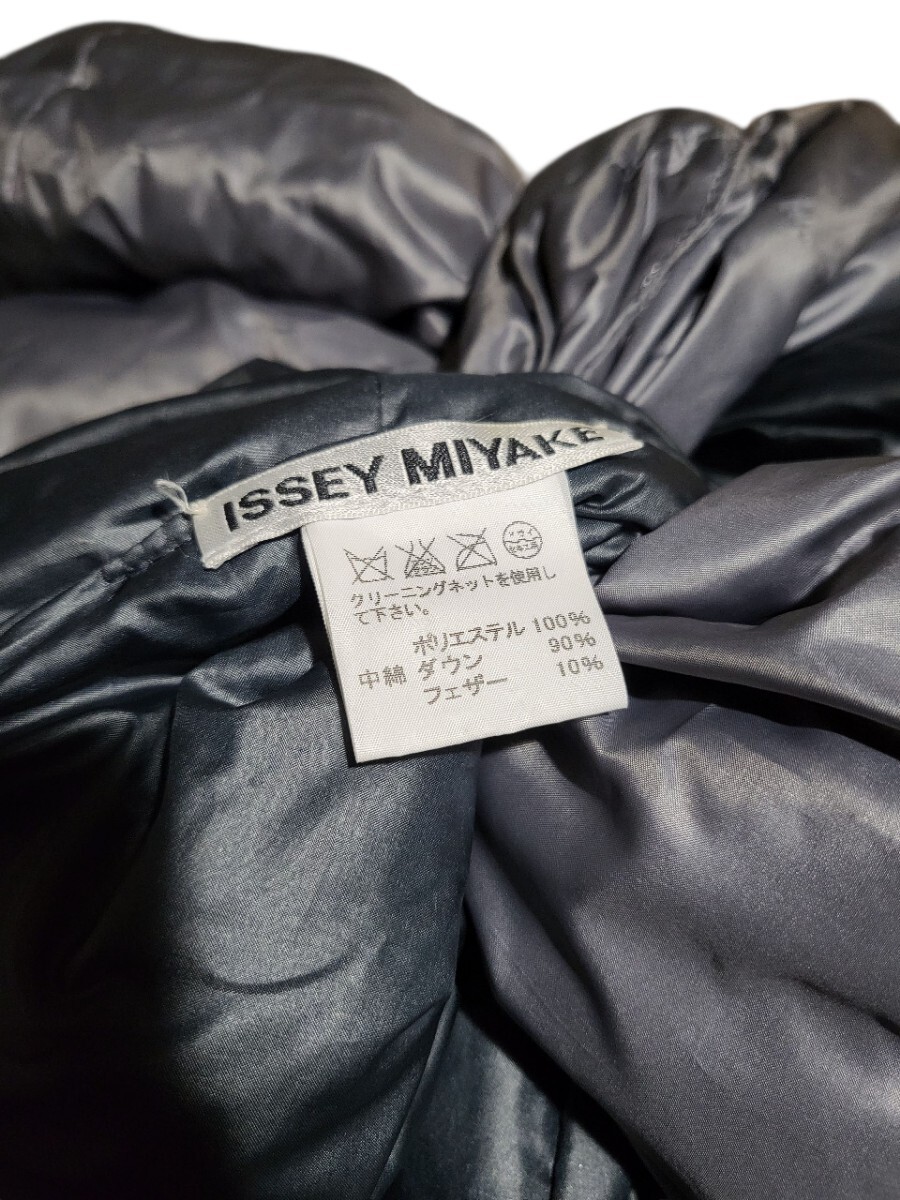 ISSEY MIYAKE
クリーニングネットを使用し
て下さい。
ポリエステル 100%
中綿 ダウン 90%
フェザー 10%